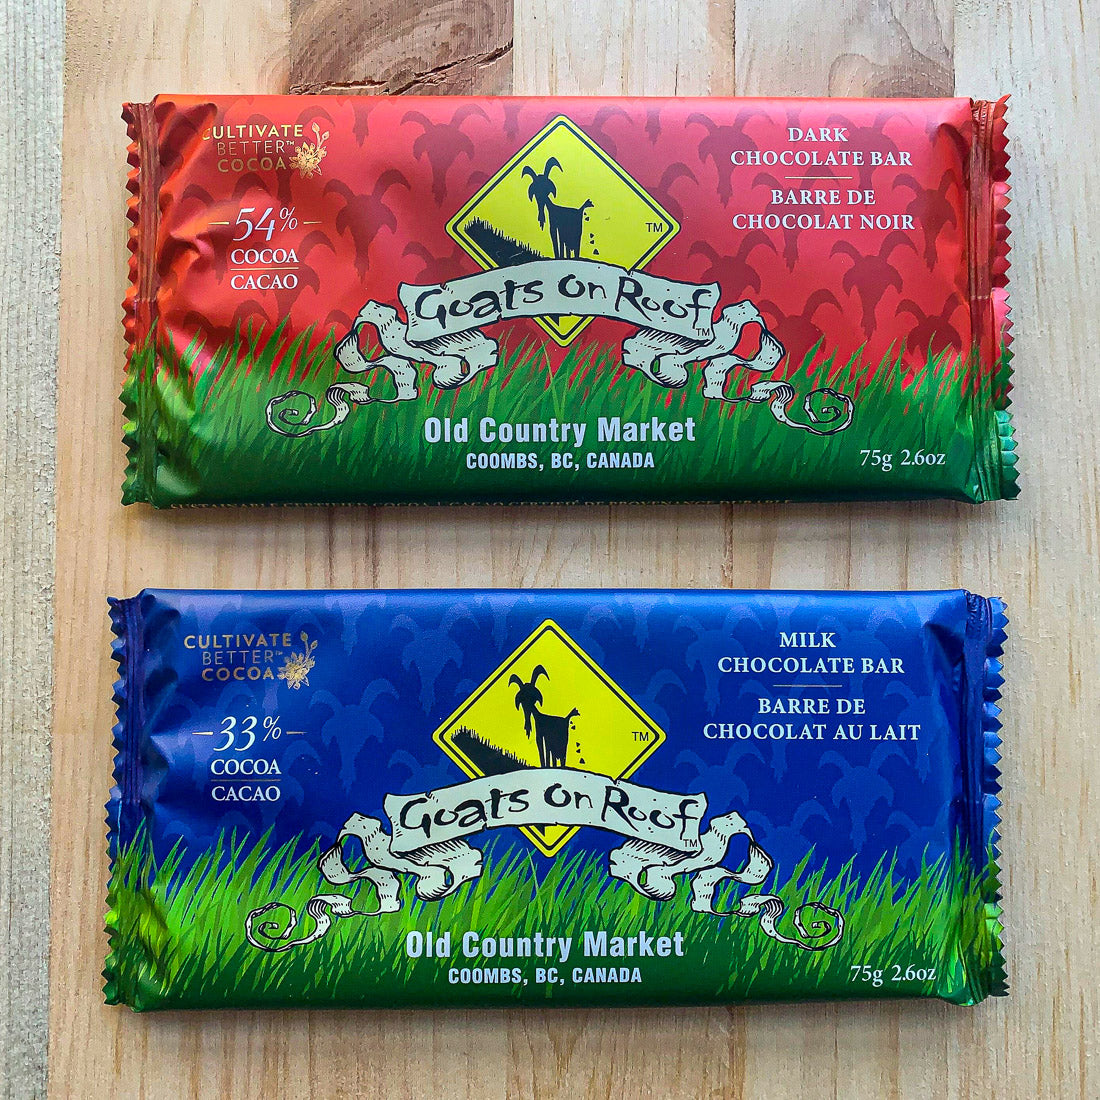 CULTIVATE
BETTER™
COCOA
54%
COCOA
CACAO
TM
Goats On Roof
TM
DARK
CHOCOLATE BAR
BARRE DE
CHOCOLAT NOIR
Old Country Market
COOMBS, BC, CANADA
75g 2.6oz
CULTIVATE
BETTER™
COCOA
33%
COCOA
CACAO
TM
Goats On Roof
TM
MILK
CHOCOLATE BAR
BARRE DE
CHOCOLAT AU LAIT
Old Country Market
COOMBS, BC, CANADA
75g 2.6oz